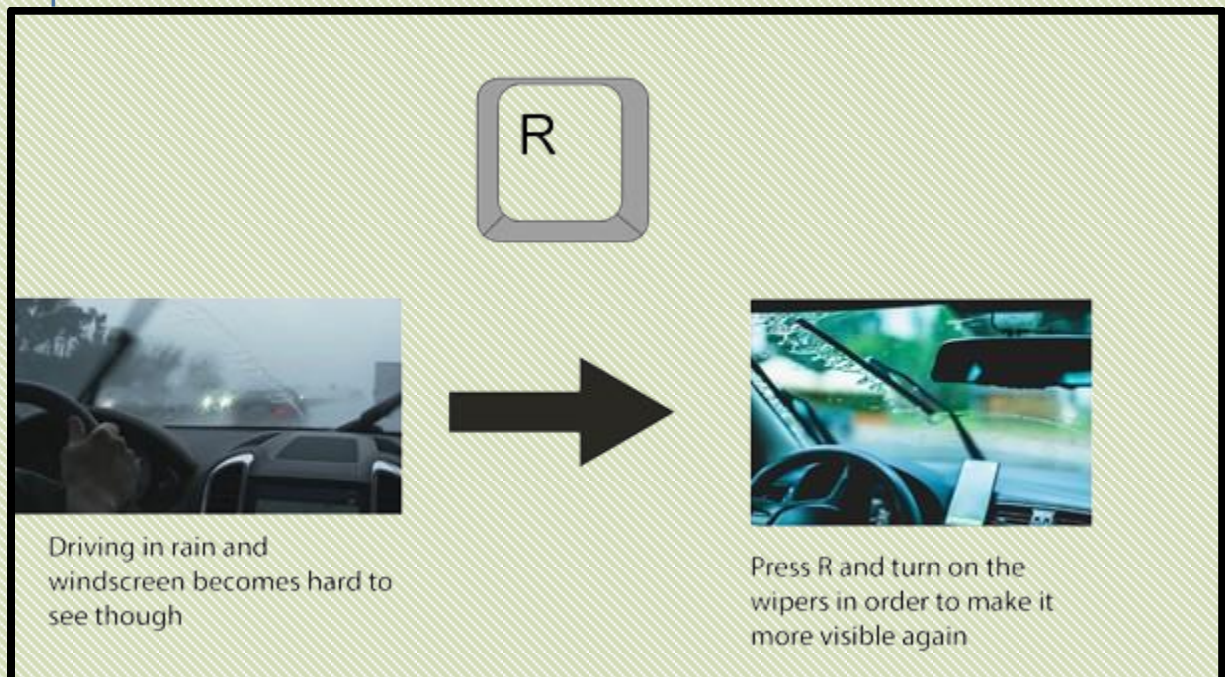 R
Driving in rain and
windscreen becomes hard to
see though
Press R and turn on the
wipers in order to make it
more visible again